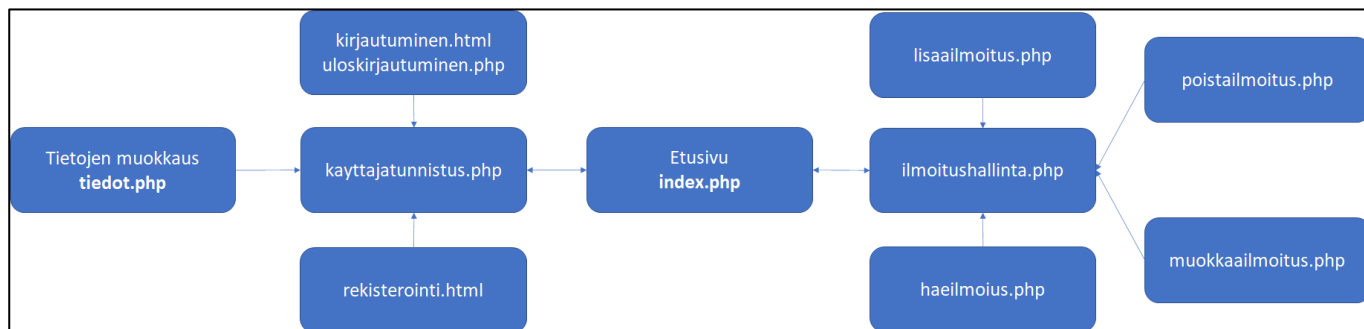 kirjautuminen.html
uloskirjautuminen.php
lisaailmoitus.php
poistailmoitus.php
Tietojen muokkaus
tiedot.php
kayttajatunnistus.php
Etusivu
index.php
ilmoitushallinta.php
rekisterointi.html
haeilmoius.php
muokkaailmoitus.php